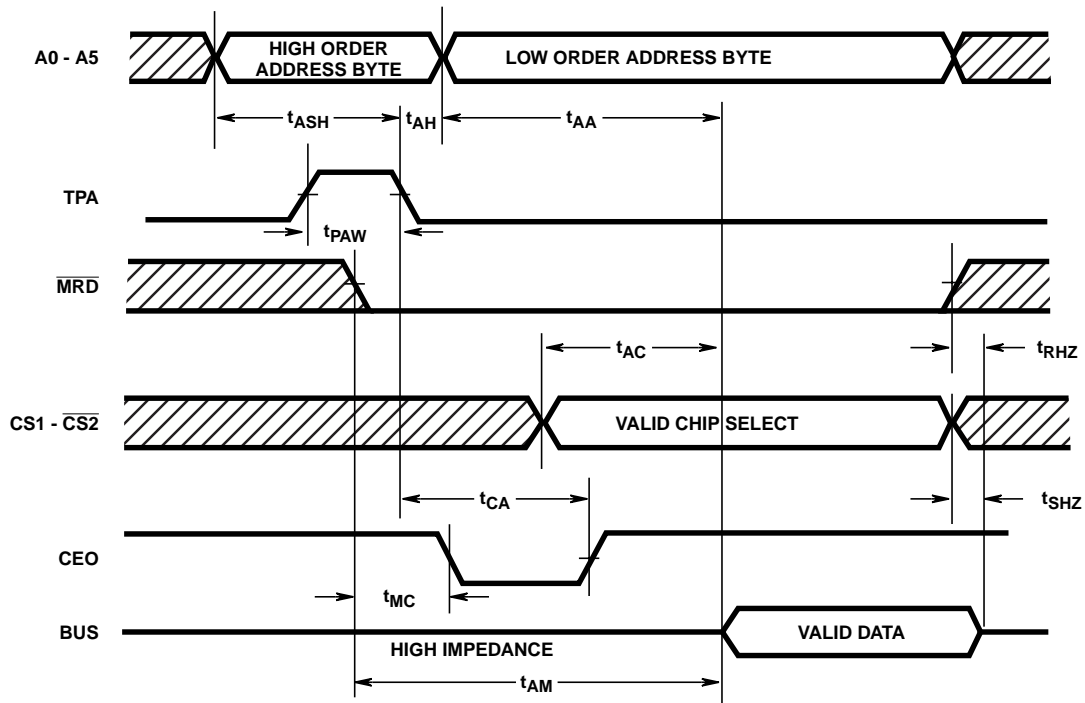 A0 - A5
HIGH ORDER
ADDRESS BYTE
LOW ORDER ADDRESS BYTE
tASH
tAH
tAA
TPA
tPAW
MRD
tAC
tRHZ
CS1 - CS2
VALID CHIP SELECT
tCA
tSHZ
CEO
tMC
BUS
VALID DATA
HIGH IMPEDANCE
tAM